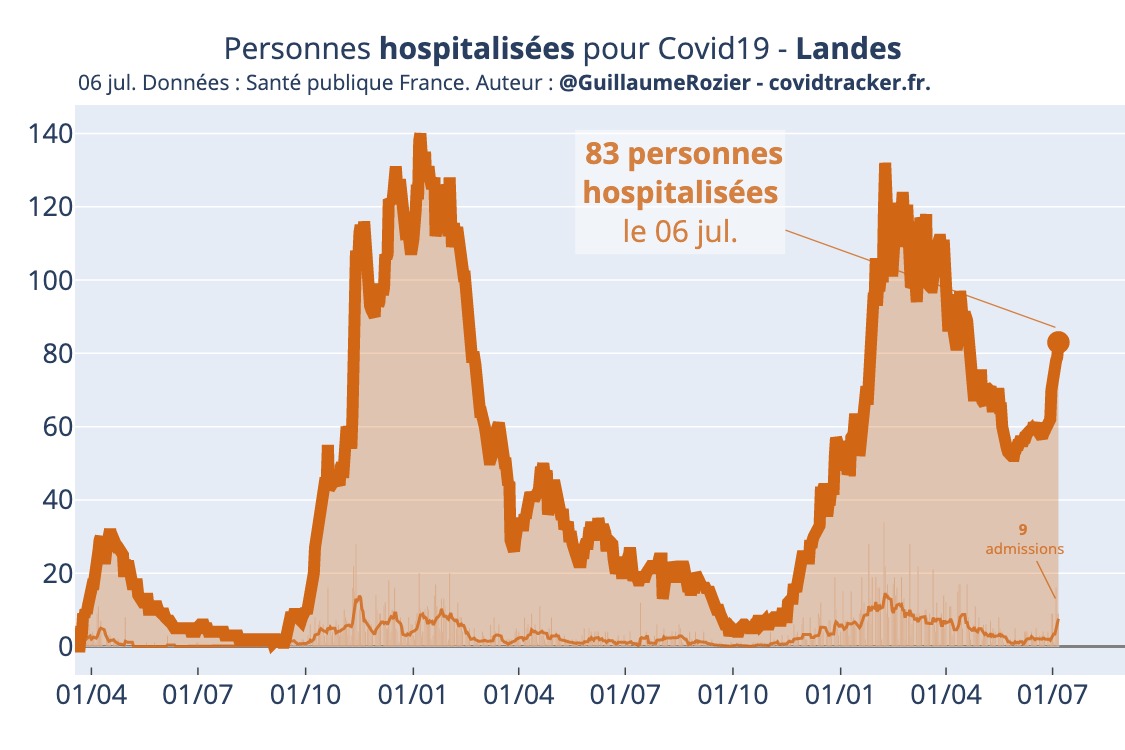 Personnes hospitalisées pour Covid19 - Landes
06 jul. Données : Santé publique France. Auteur : @GuillaumeRozier - covidtracker.fr.
140
120
100
80
60
40
20
0
83 personnes
hospitalisées
le 06 jul.
9
admissions
01/04 01/07 01/10 01/01 01/04 01/07 01/10 01/01 01/04 01/07